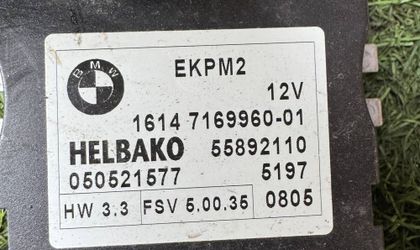 BMW
EKPM2
12V
1614 7169960-01
HELBAKO 55892110
050521577 5197
HW 3.3 FSV 5.00.35 0805